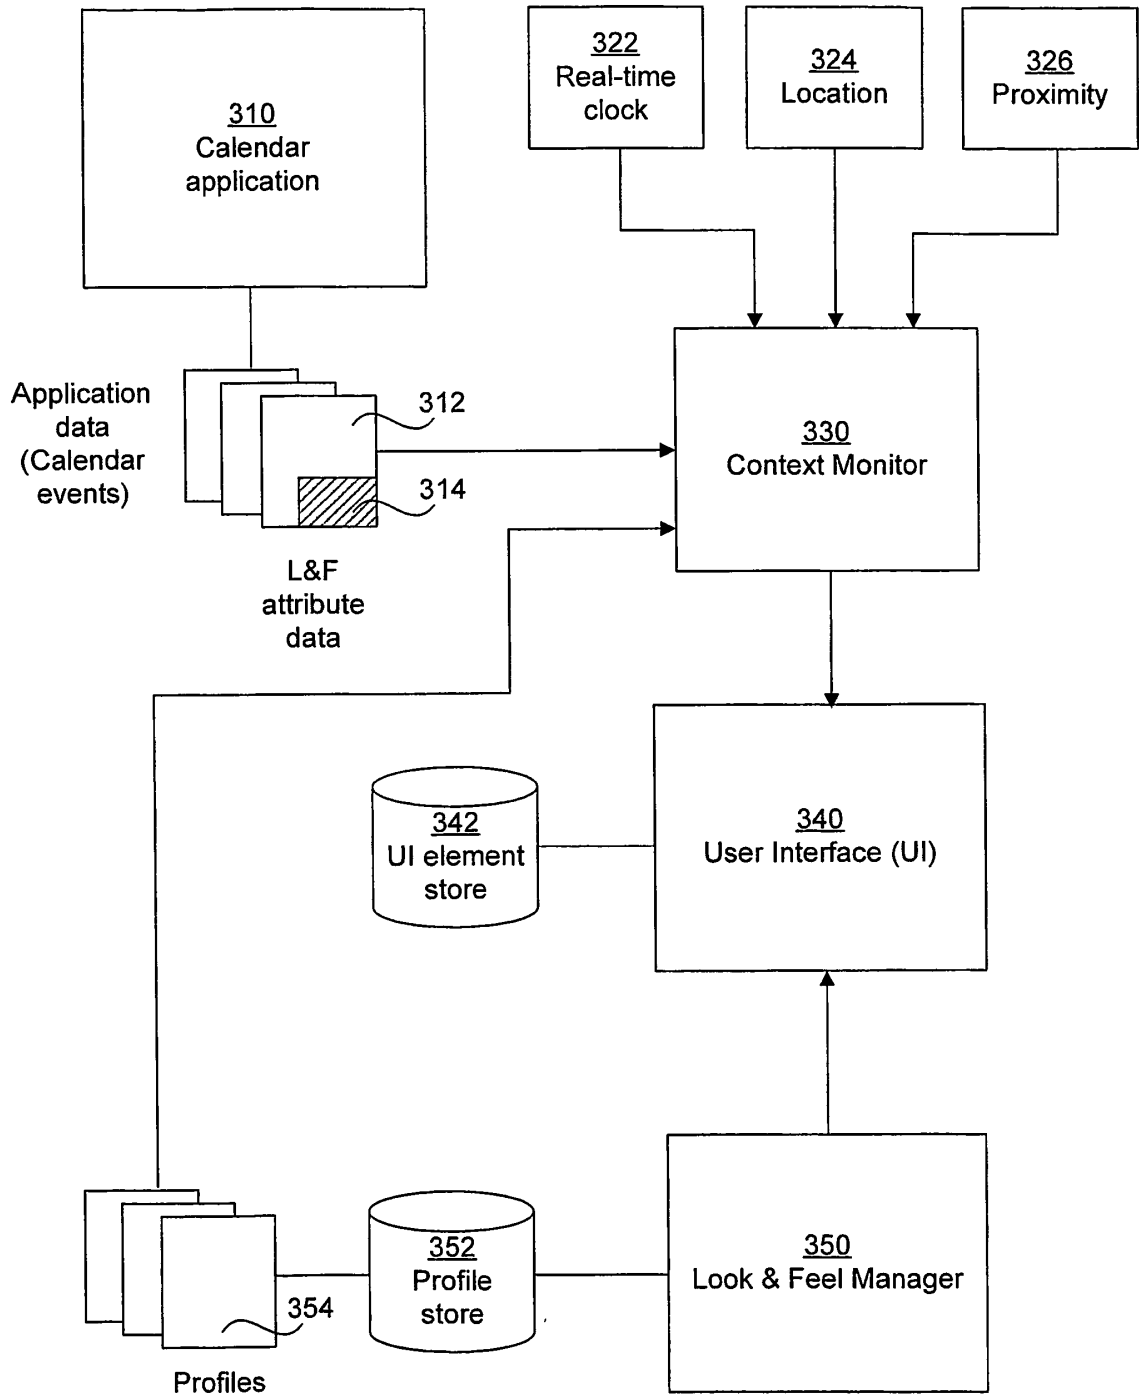 310
Calendar
application
322
Real-time
clock
324
Location
326
Proximity
Application
data
(Calendar
events)
312
314
L&F
attribute
data
330
Context Monitor
342
UI element
store
340
User Interface (UI)
352
Profile
store
350
Look & Feel Manager
354
Profiles